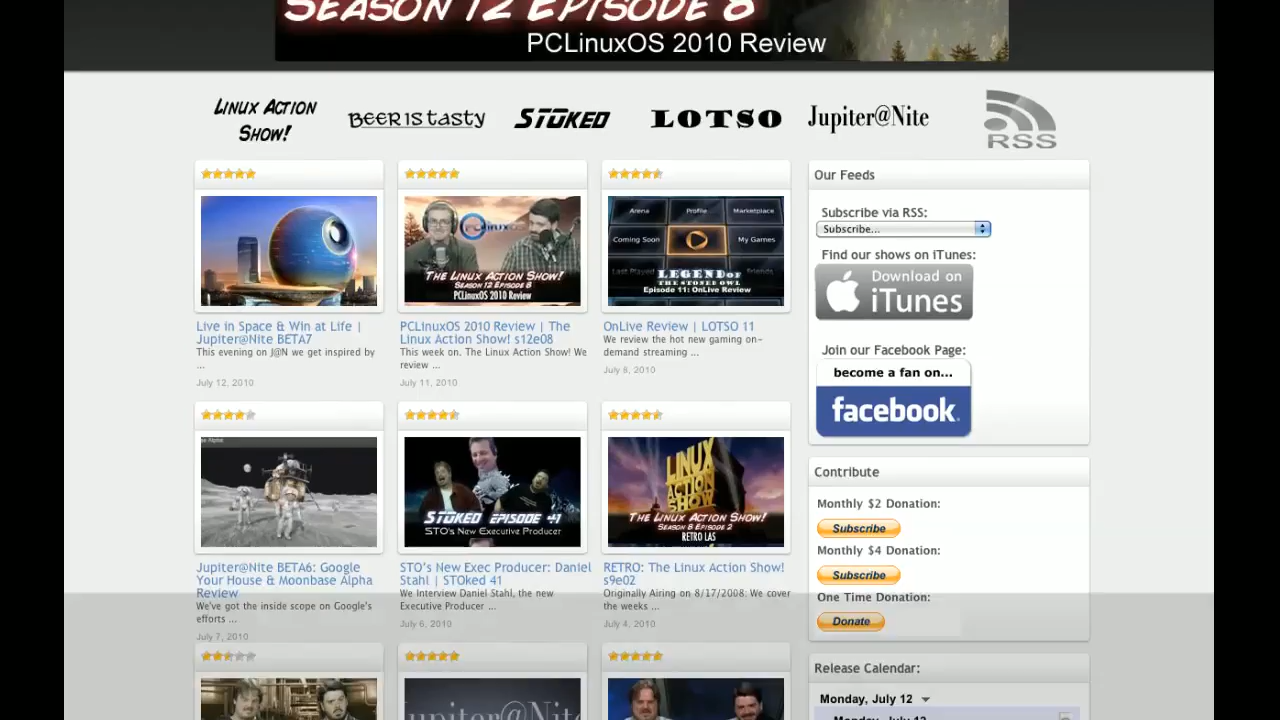 SEASON 12 EPISODE 8
PCLinuxOS 2010 Review
LINUX ACTION
SHOW!
BEER IS TASTY
STOKED
LOTSO
Jupiter@Nite
RSS
Live in Space & Win at Life |
Jupiter@Nite BETA7
This evening on J@N we get inspired by
...
July 12, 2010
THE LINUX ACTION SHOW!
SEASON 12 EPISODE 8
PCLinuxOS 2010 Review
PCLinuxOS 2010 Review | The
Linux Action Show! s12e08
This week on. The Linux Action Show! We
review ...
July 11, 2010
Arena
Profile
Marketplace
Coming Soon
My Games
Last Played
Friends
LEGEND OF
THE STONED OWL
Episode 11: OnLive Review
OnLive Review | LOTSO 11
We review the hot new gaming on-
demand streaming ...
July 8, 2010
Jupiter@Nite BETA6: Google
Your House & Moonbase Alpha
Review
We've got the inside scoop on Google's
efforts ...
July 7, 2010
STOKED EPISODE 41
STO's New Executive Producer
STO's New Exec Producer: Daniel
Stahl | STOked 41
We Interview Daniel Stahl, the new
Executive Producer ...
July 6, 2010
LINUX
ACTION
SHOW
THE LINUX ACTION SHOW!
RETRO LAS
RETRO: The Linux Action Show!
s9e02
Originally Airing on 8/17/2008: We cover
the weeks ...
July 4, 2010
Jupiter@Nite
Our Feeds
Subscribe via RSS:
Subscribe...
Find our shows on iTunes:
Download on
iTunes
Join our Facebook Page:
become a fan on...
facebook.
Contribute
Monthly $2 Donation:
Subscribe
Monthly $4 Donation:
Subscribe
One Time Donation:
Donate
Release Calendar:
Monday, July 12
Monday, July 12